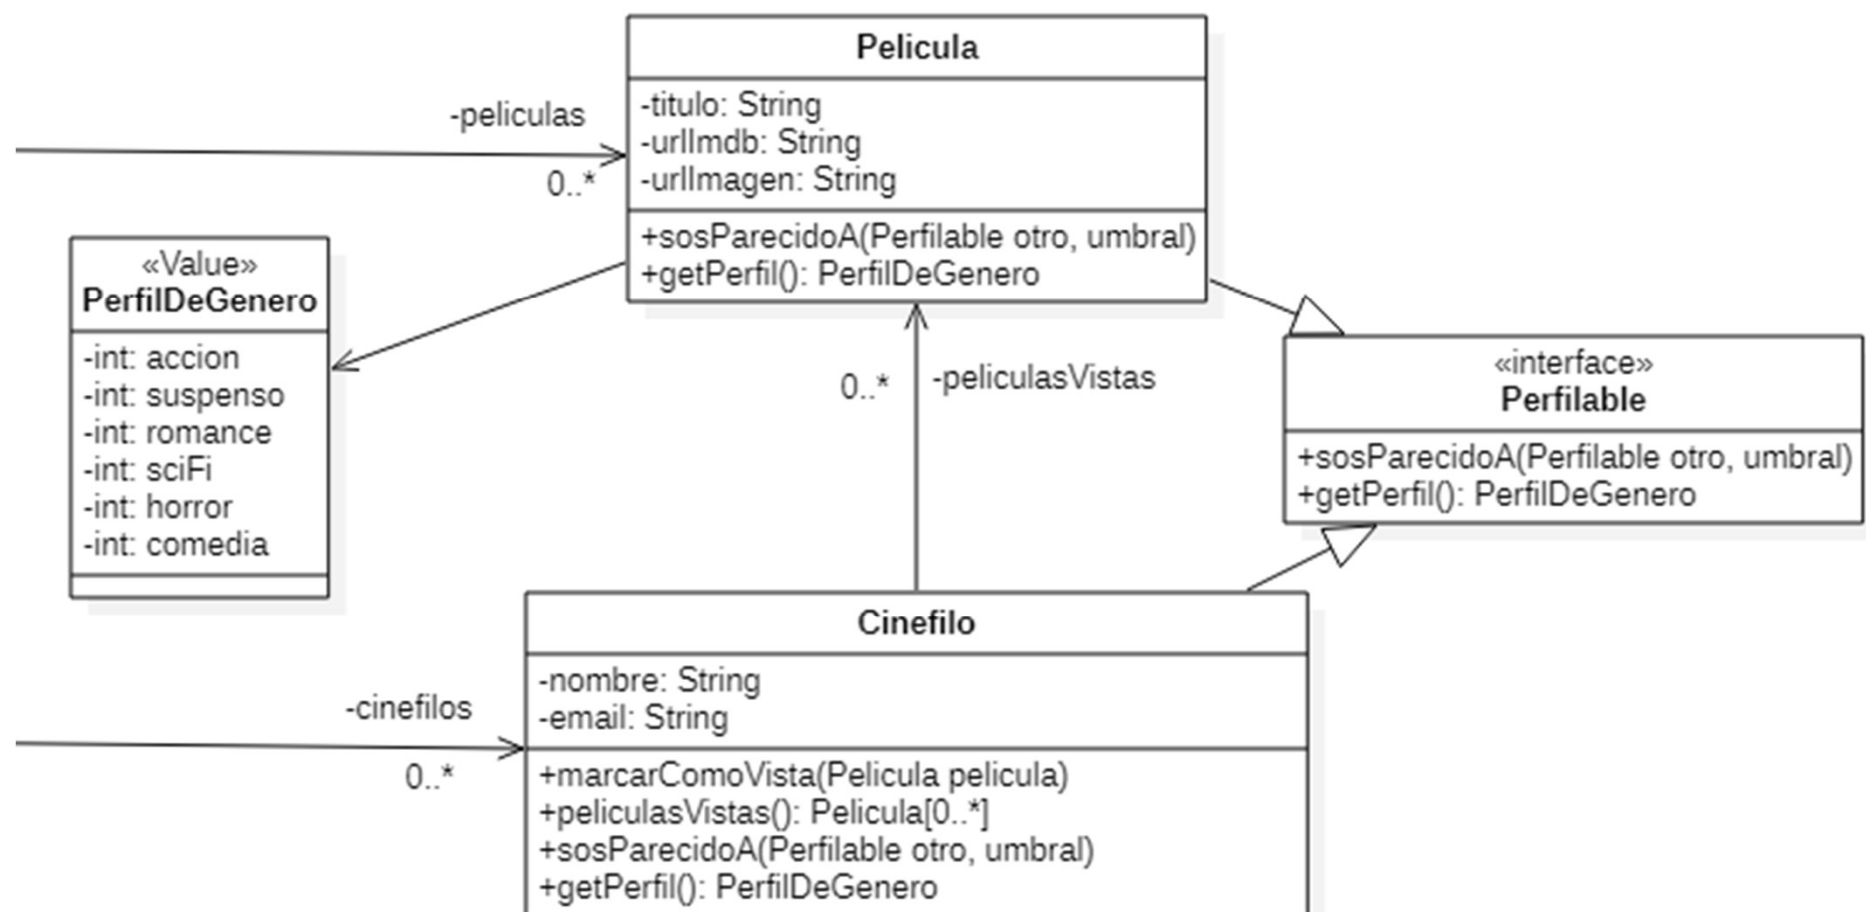 Pelicula
-titulo: String
-urlImdb: String
-urlImagen: String
+sosParecidoA(Perfilable otro, umbral)
+getPerfil(): PerfilDeGenero
-peliculas
0..*
«Value»
PerfilDeGenero
-int: accion
-int: suspenso
-int: romance
-int: sciFi
-int: horror
-int: comedia
0..*
-peliculasVistas
«interface»
Perfilable
+sosParecidoA(Perfilable otro, umbral)
+getPerfil(): PerfilDeGenero
-cinefilos
0..*
Cinefilo
-nombre: String
-email: String
+marcarComoVista(Pelicula pelicula)
+peliculasVistas(): Pelicula[0..*]
+sosParecidoA(Perfilable otro, umbral)
+getPerfil(): PerfilDeGenero